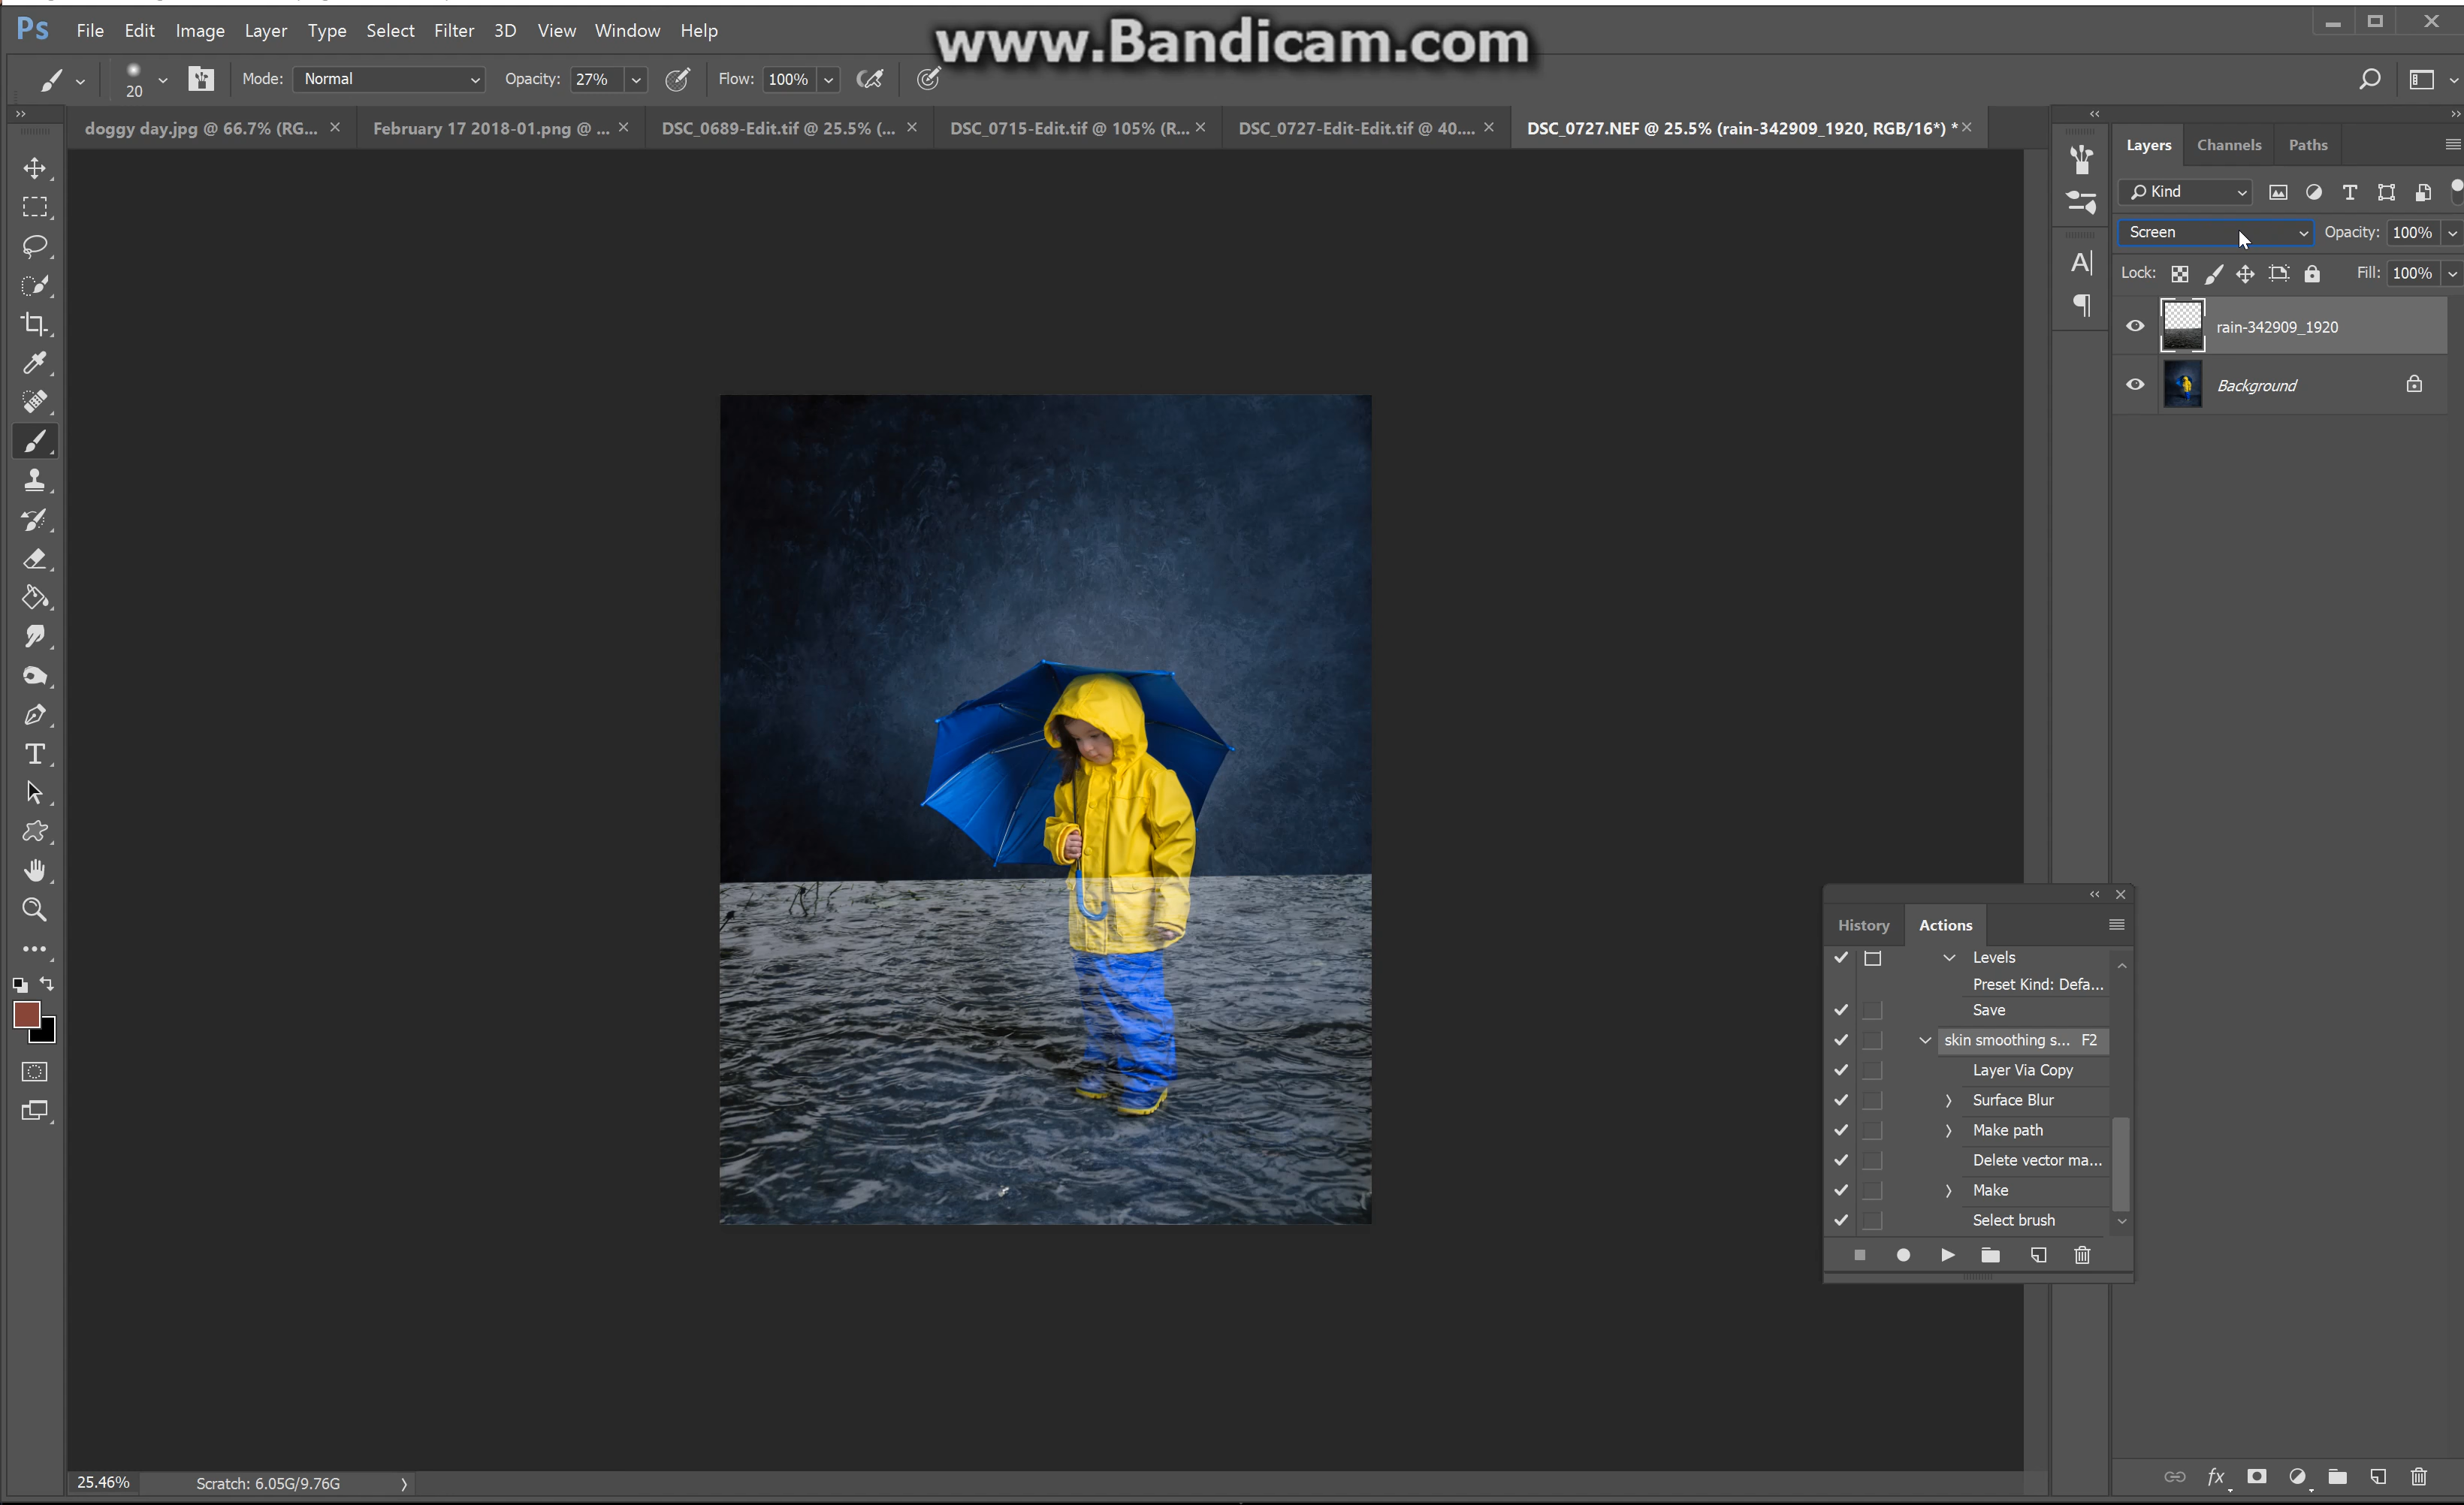 www.Bandicam.com
Ps File Edit Image Layer Type Select Filter 3D View Window Help
20 Mode: Normal Opacity: 27% Flow: 100%
doggy day.jpg @ 66.7% (RG... February 17 2018-01.png @ ... DSC_0689-Edit.tif @ 25.5% (... DSC_0715-Edit.tif @ 105% (R... DSC_0727-Edit-Edit.tif @ 40.... DSC_0727.NEF @ 25.5% (rain-342909_1920, RGB/16*) *
Layers Channels Paths
Kind
Screen Opacity: 100%
Lock: Fill: 100%
rain-342909_1920
Background
History Actions
Levels
Preset Kind: Defa...
Save
skin smoothing s... F2
Layer Via Copy
Surface Blur
Make path
Delete vector ma...
Make
Select brush
25.46% Scratch: 6.05G/9.76G